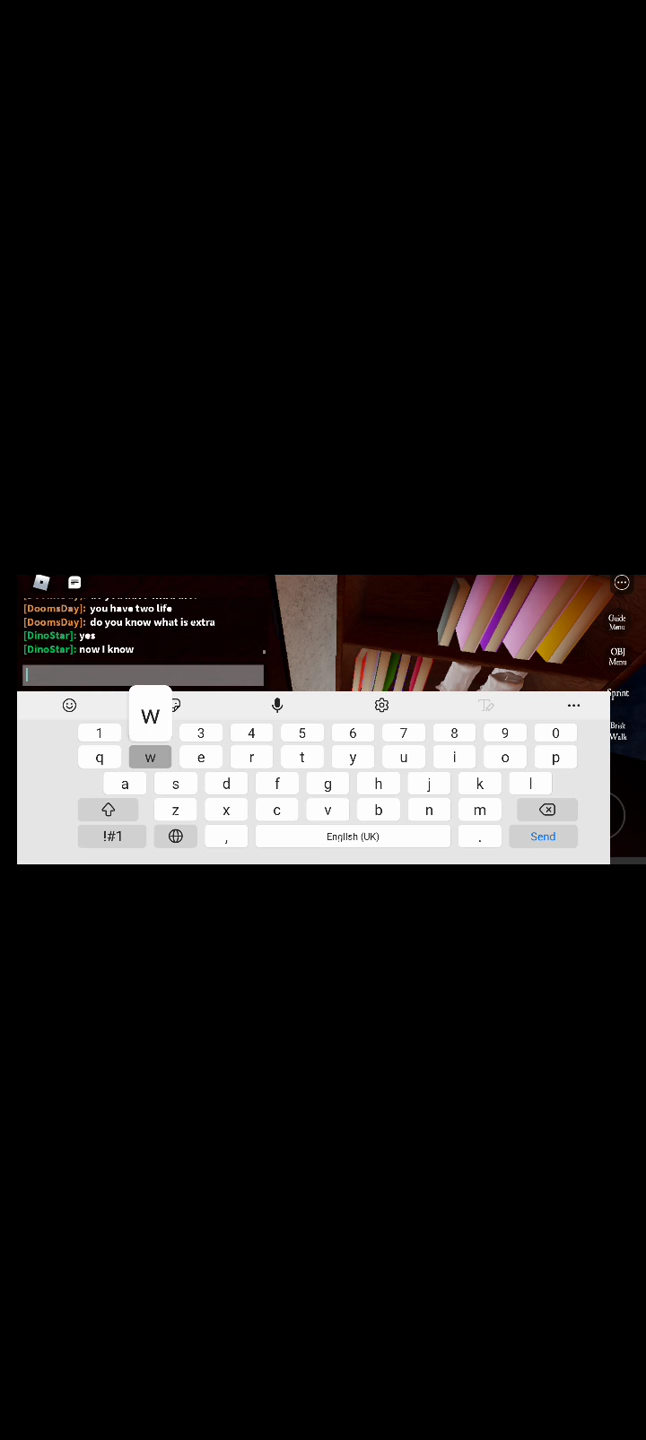 [DoomsDay]: you have two life
[DoomsDay]: do you know what is extra
[DinoStar]: yes
[DinoStar]: now I know
Guide
Menu
OBJ
Menu
Sprint
Walk
w
1 3 4 5 6 7 8 9 0
q w e r t y u i o p
a s d f g h j k l
z x c v b n m
!#1 , English (UK) . Send